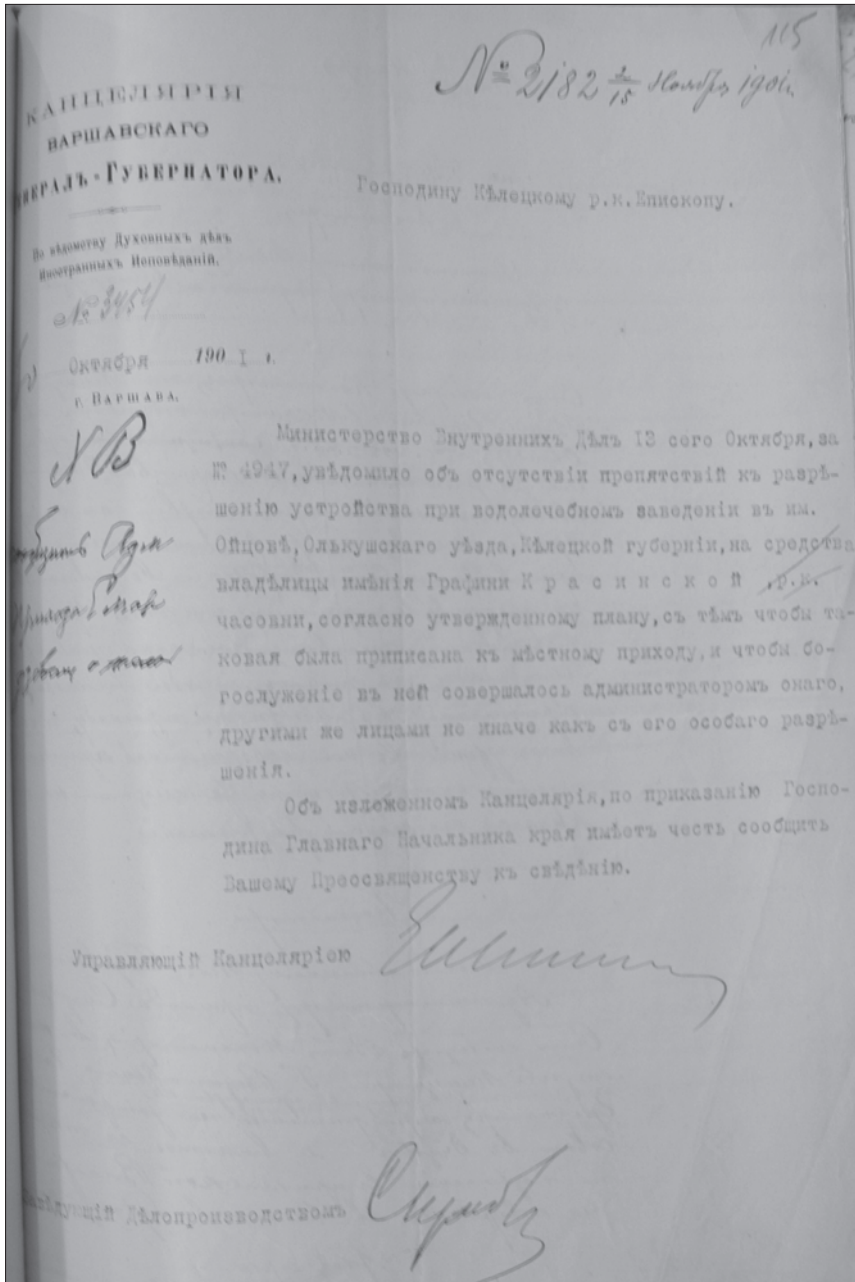 115
№ 2182 2/15 Ноября 1901 г.
КАНЦЕЛЯРІЯ
ВАРШАВСКАГО
ГЕНЕРАЛЪ-ГУБЕРНАТОРА.
По вѣдомству Духовныхъ дѣлъ
Иностранныхъ Исповѣданій.
№ 3454
Октября 190 I г.
г. ВАРШАВА.
Господину Кѣлецкому р.к. Епископу.
Министерство Внутреннихъ Дѣлъ 13 сего Октября, за
№ 4947, увѣдомило объ отсутствіи препятствій къ разрѣ-
шенію устройства при водолечебномъ заведеніи въ им.
Ойцовѣ, Олькушскаго уѣзда, Кѣлецкой губерніи, на средства
владѣлицы имѣнія Графини Красинской, р.к.
часовни, согласно утвержденному плану, съ тѣмъ чтобы та-
ковая была приписана къ мѣстному приходу, и чтобы бо-
гослуженіе въ ней совершалось администраторомъ онаго,
другими же лицами не иначе какъ съ его особаго разрѣ-
шенія.
Объ изложенномъ Канцелярія, по приказанію Госпо-
дина Главнаго Начальника края имѣетъ честь сообщить
Вашему Преосвященству къ свѣдѣнію.
Управляющій Канцеляріею
Завѣдующій Дѣлопроизводствомъ